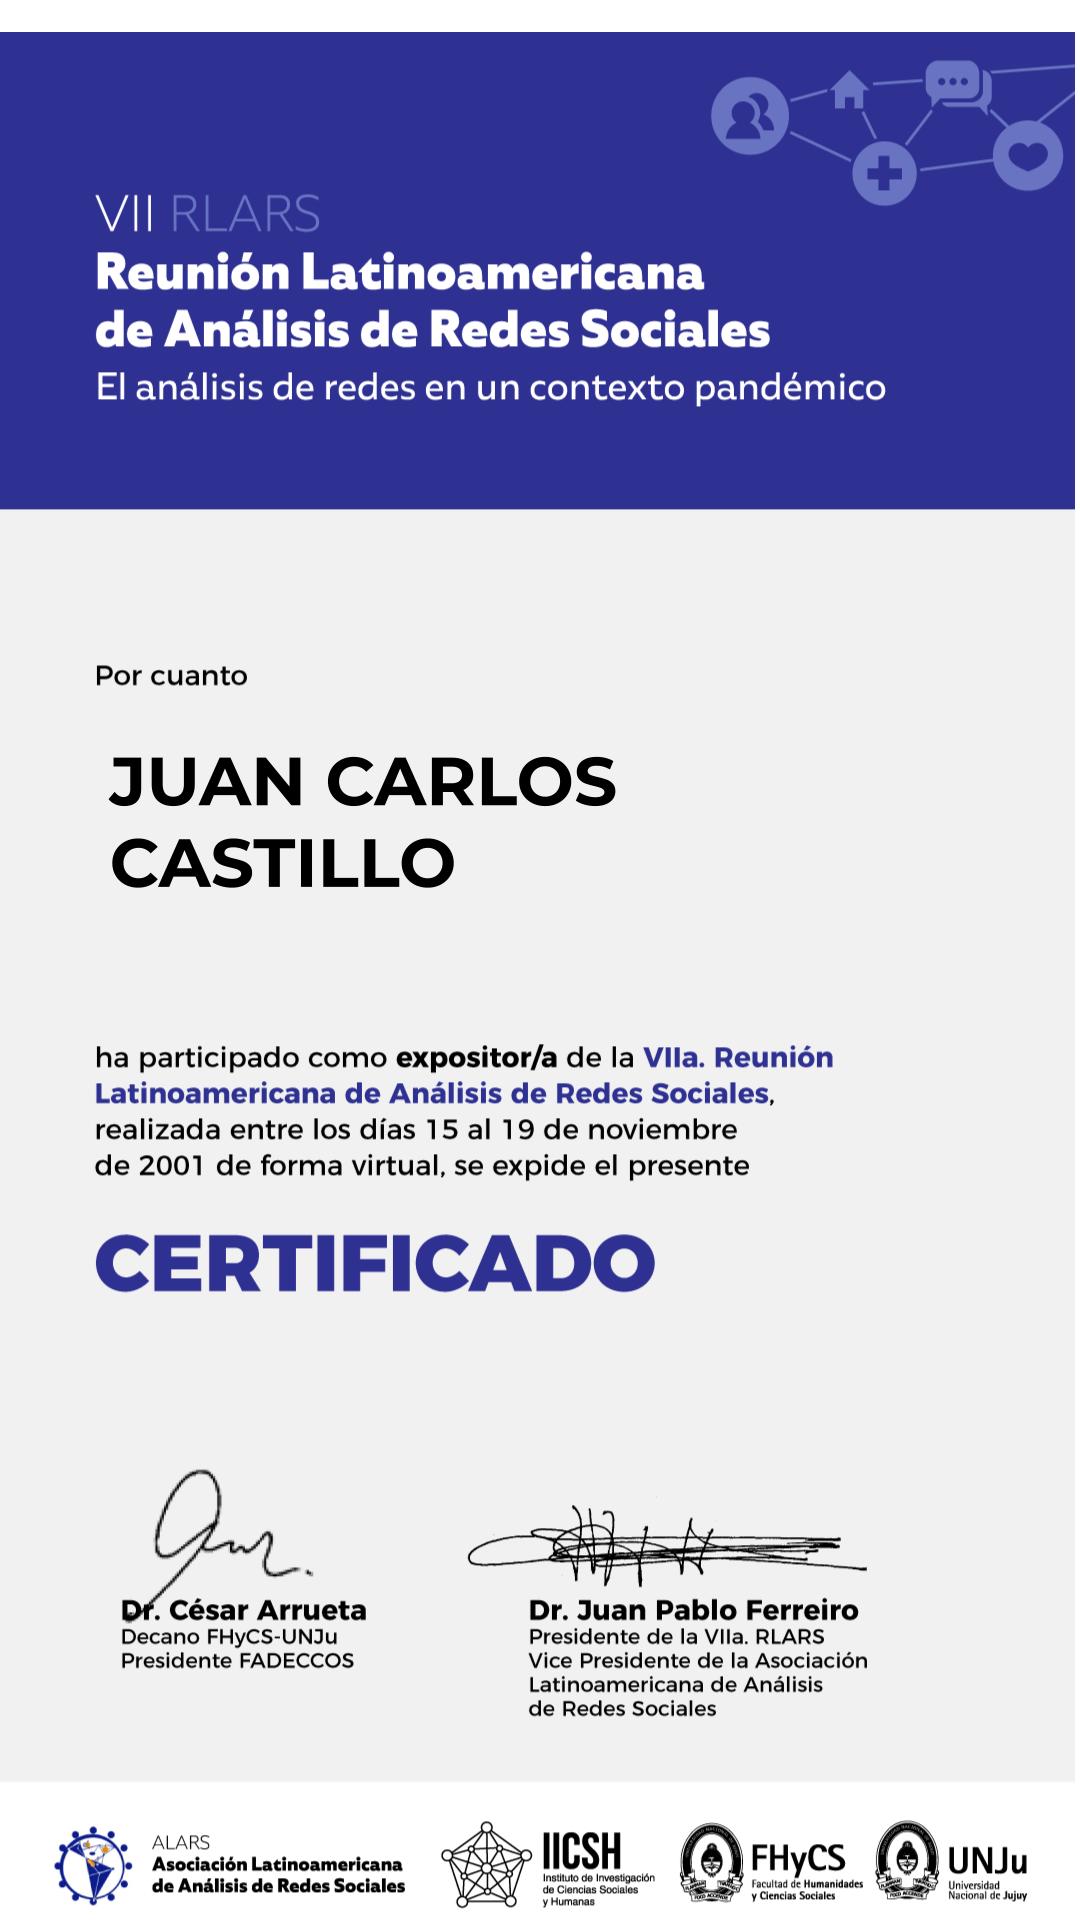 VII RLARS
Reunión Latinoamericana
de Análisis de Redes Sociales
El análisis de redes en un contexto pandémico
Por cuanto
JUAN CARLOS
CASTILLO
ha participado como expositor/a de la VIIa. Reunión
Latinoamericana de Análisis de Redes Sociales,
realizada entre los días 15 al 19 de noviembre
de 2001 de forma virtual, se expide el presente
CERTIFICADO
Dr. César Arrueta
Decano FHyCS-UNJu
Presidente FADECCOS
Dr. Juan Pablo Ferreiro
Presidente de la VIIa. RLARS
Vice Presidente de la Asociación
Latinoamericana de Análisis
de Redes Sociales
ALARS
Asociación Latinoamericana
de Análisis de Redes Sociales
IICSH
Instituto de Investigación
de Ciencias Sociales
y Humanas
FHyCS
Facultad de Humanidades
y Ciencias Sociales
UNJu
Universidad
Nacional de Jujuy